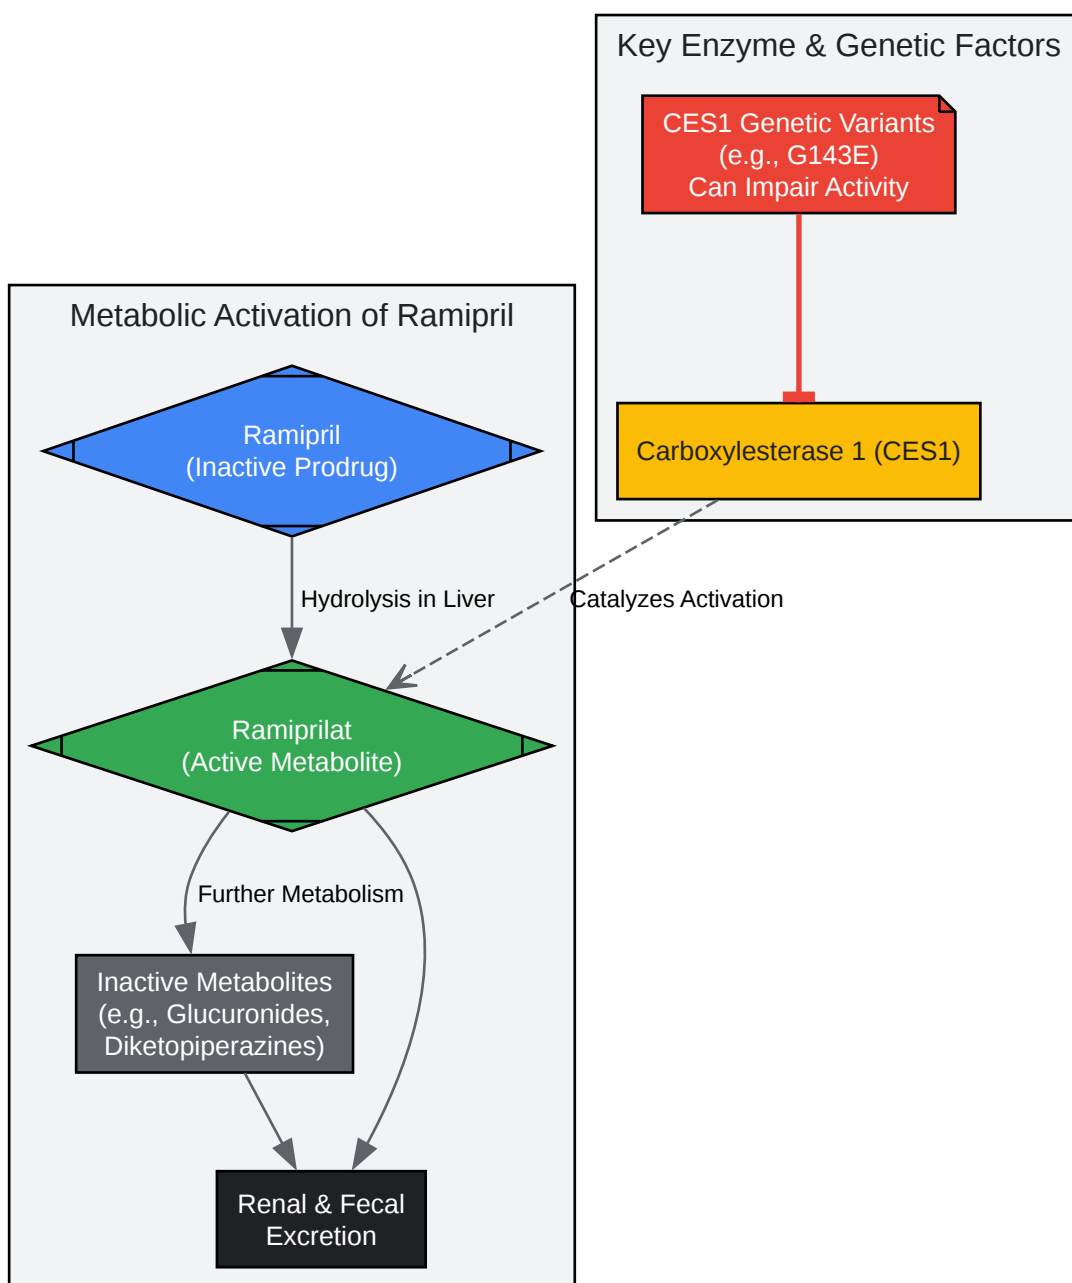 Key Enzyme & Genetic Factors
CES1 Genetic Variants
(e.g., G143E)
Can Impair Activity
Carboxylesterase 1 (CES1)
Catalyzes Activation
Metabolic Activation of Ramipril
Ramipril
(Inactive Prodrug)
Hydrolysis in Liver
Ramiprilat
(Active Metabolite)
Further Metabolism
Inactive Metabolites
(e.g., Glucuronides,
Diketopiperazines)
Renal & Fecal
Excretion